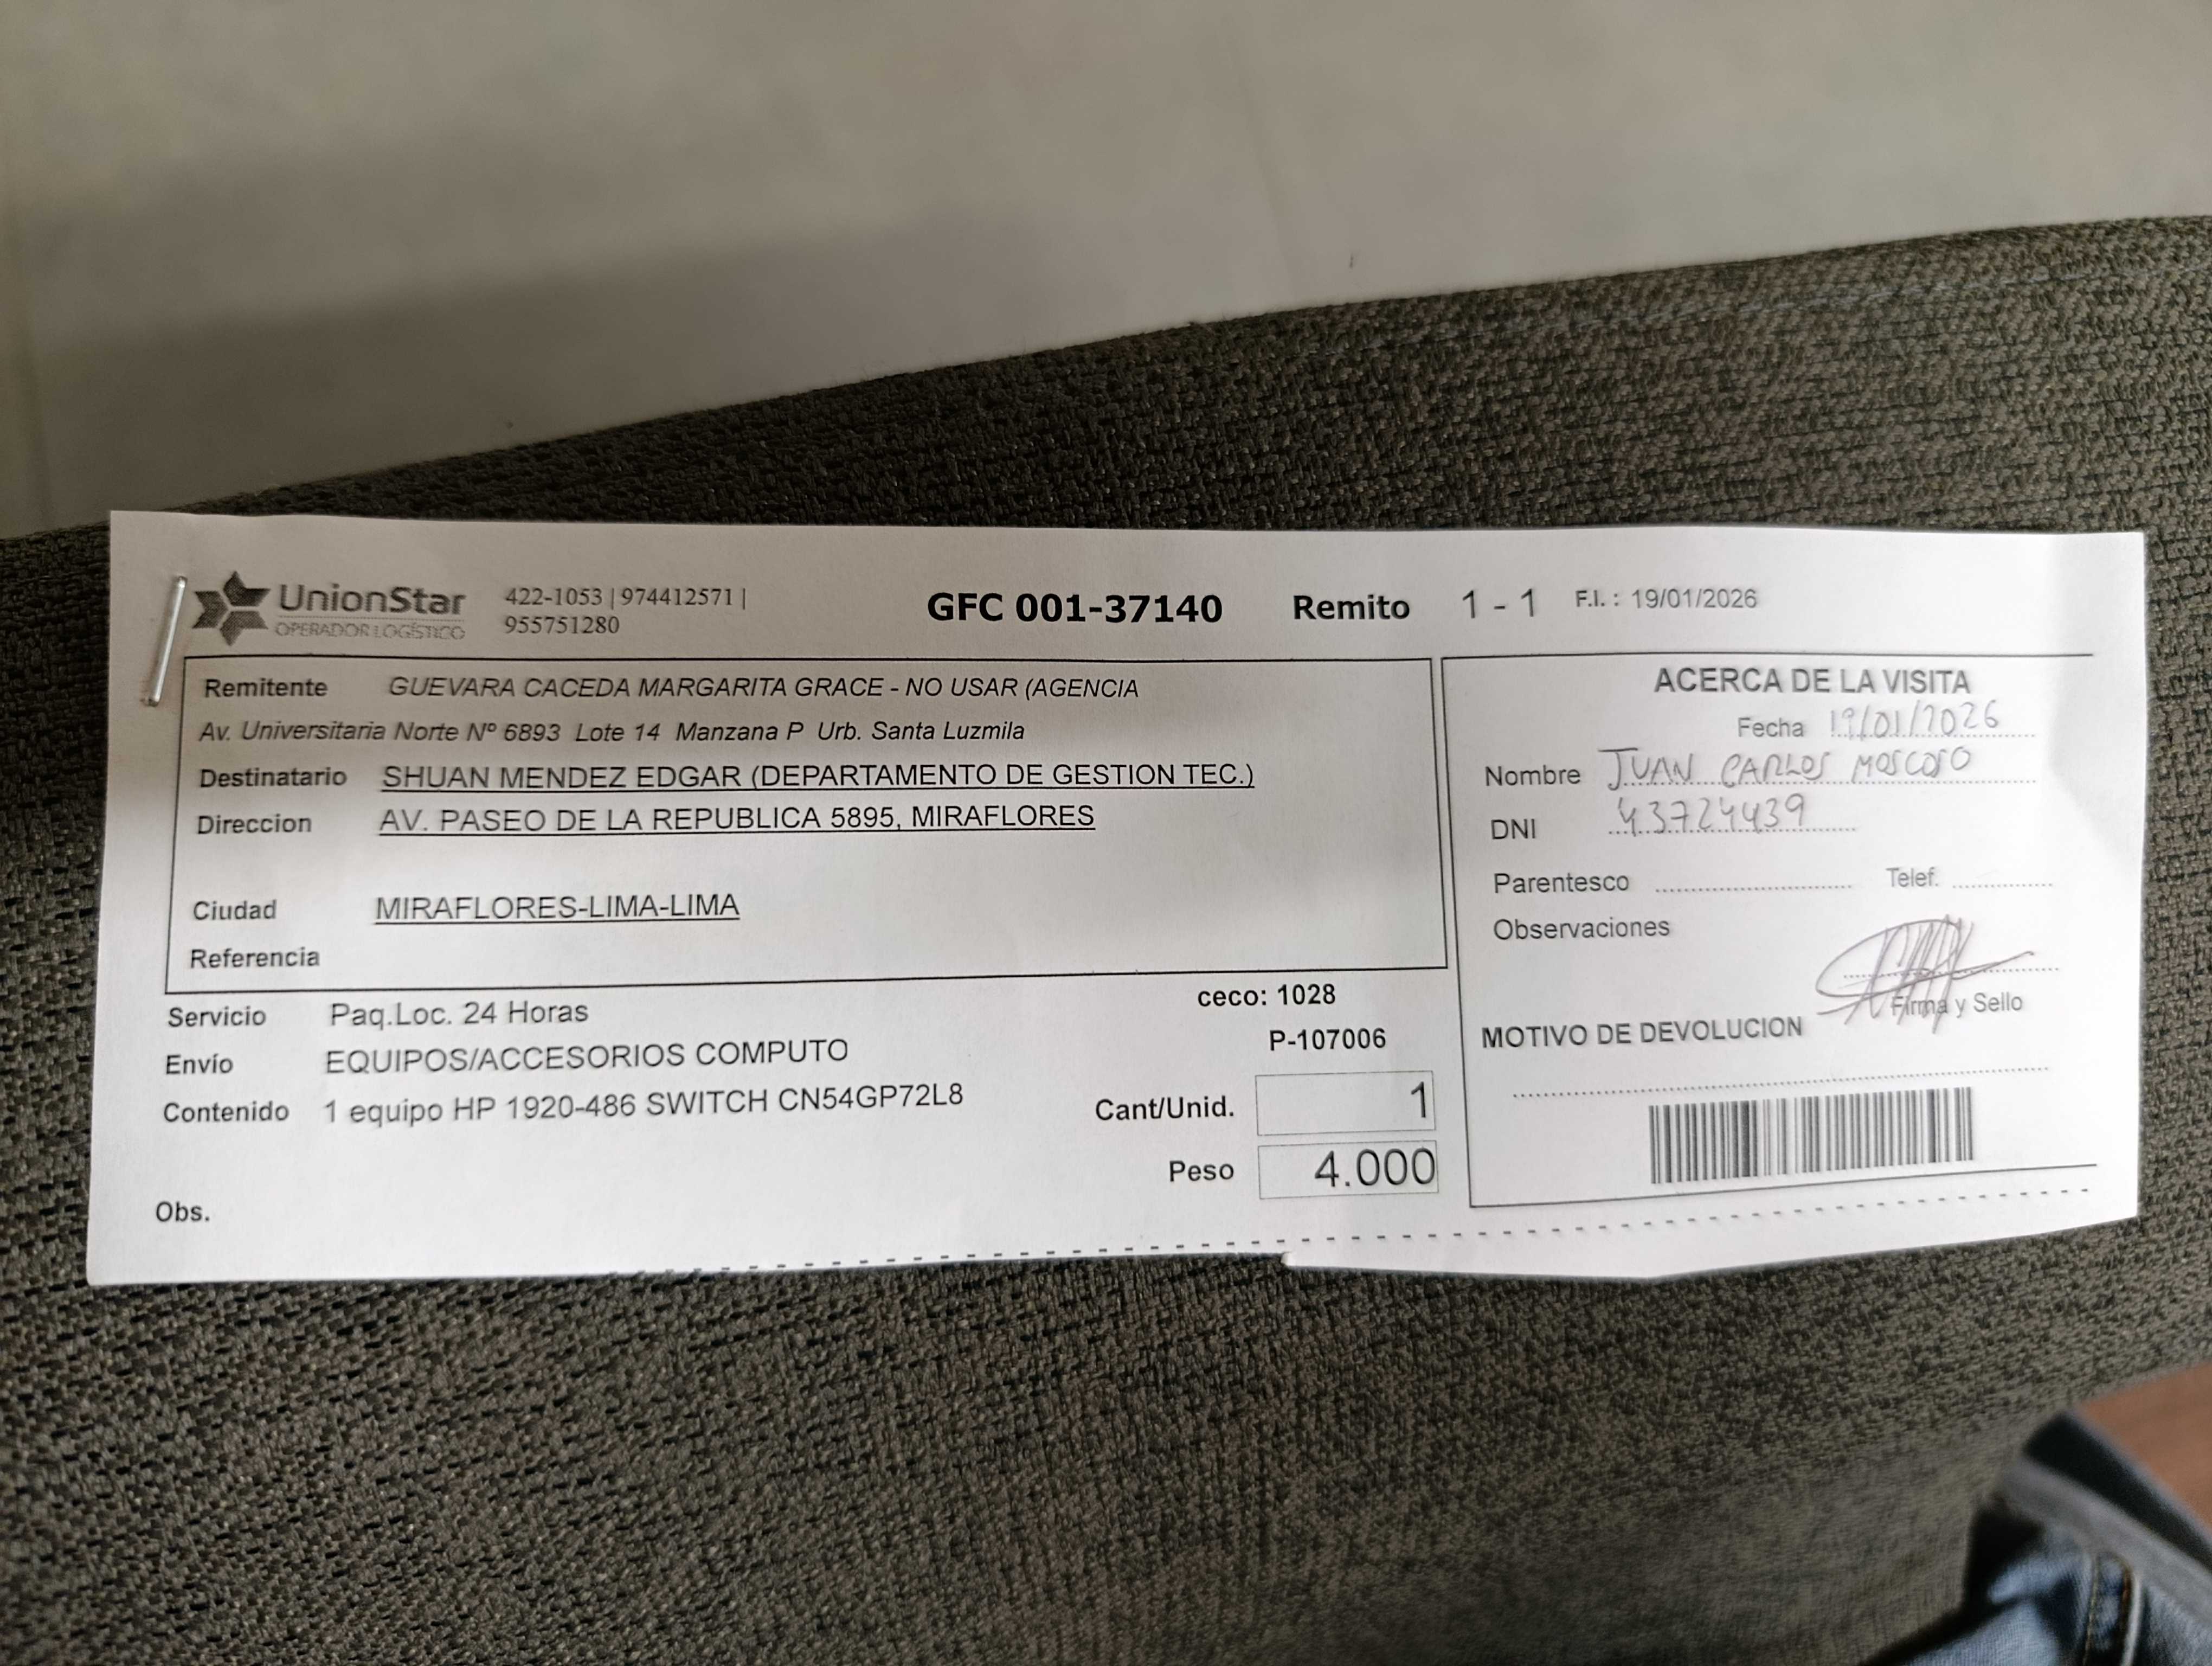 UnionStar
OPERADOR LOGÍSTICO
422-1053 | 974412571 |
955751280
GFC 001-37140 Remito 1 - 1 F.I. : 19/01/2026
Remitente GUEVARA CACEDA MARGARITA GRACE - NO USAR (AGENCIA
Av. Universitaria Norte Nº 6893 Lote 14 Manzana P Urb. Santa Luzmila
Destinatario SHUAN MENDEZ EDGAR (DEPARTAMENTO DE GESTION TEC.)
Direccion AV. PASEO DE LA REPUBLICA 5895, MIRAFLORES
Ciudad MIRAFLORES-LIMA-LIMA
Referencia
Servicio Paq.Loc. 24 Horas
Envío EQUIPOS/ACCESORIOS COMPUTO
Contenido 1 equipo HP 1920-486 SWITCH CN54GP72L8
ceco: 1028
P-107006
Cant/Unid. 1
Peso 4.000
Obs.
ACERCA DE LA VISITA
Fecha 19/01/2026
Nombre JUAN CARLOS MOSCOSO
DNI 43724439
Parentesco Telef.
Observaciones
Firma y Sello
MOTIVO DE DEVOLUCION